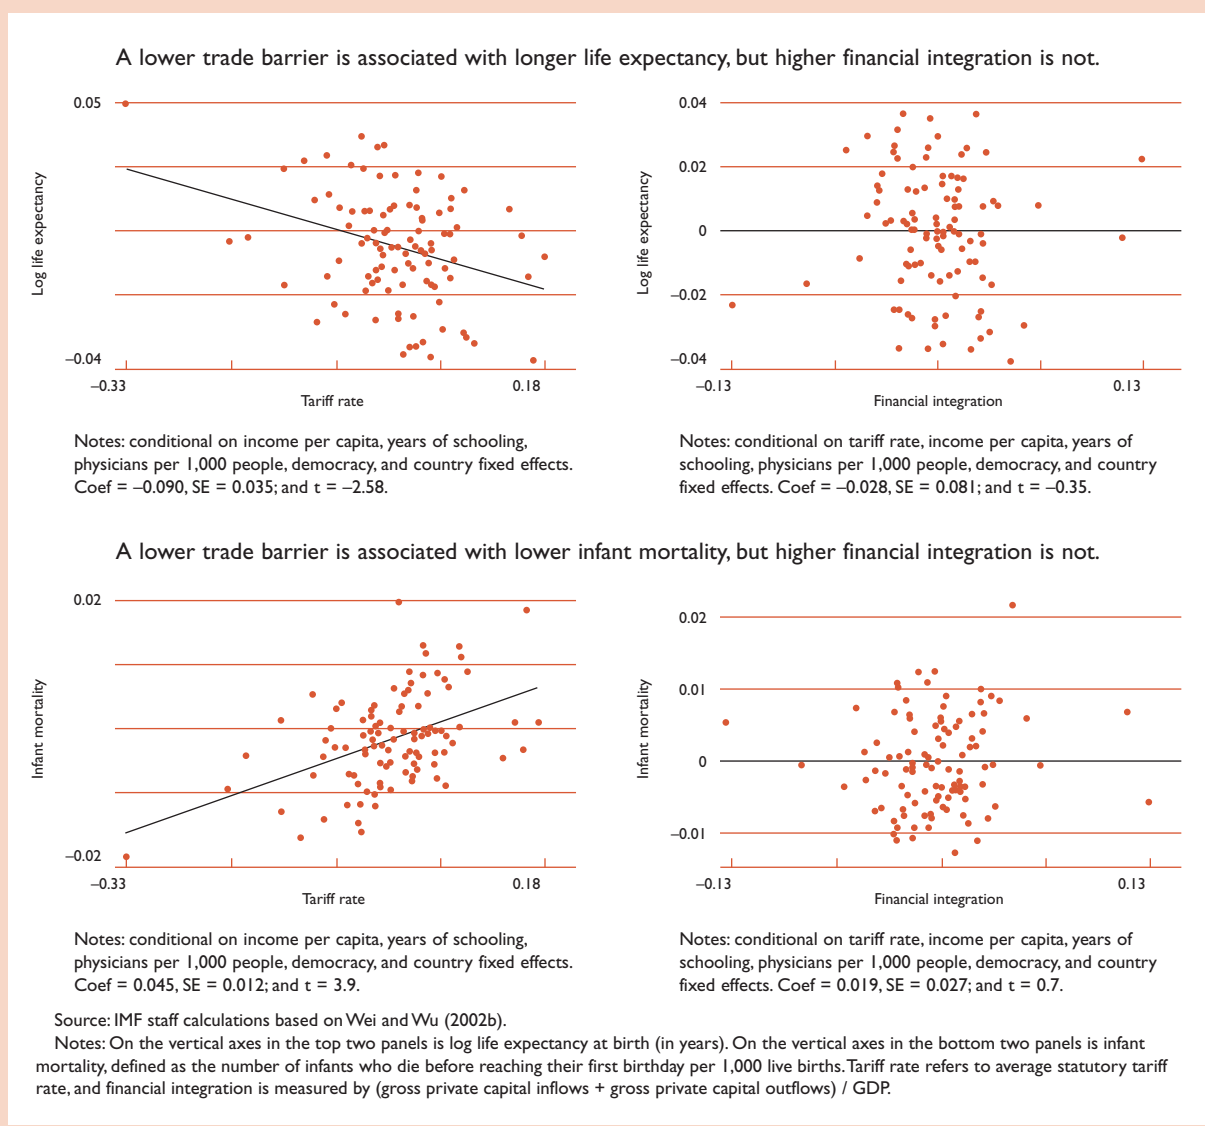 A lower trade barrier is associated with longer life expectancy, but higher financial integration is not.
0.05
Log life expectancy
–0.04
–0.33
0.18
Tariff rate
Notes: conditional on income per capita, years of schooling,
physicians per 1,000 people, democracy, and country fixed effects.
Coef = –0.090, SE = 0.035; and t = –2.58.
0.04
0.02
0
–0.02
–0.04
Log life expectancy
–0.13
0.13
Financial integration
Notes: conditional on tariff rate, income per capita, years of
schooling, physicians per 1,000 people, democracy, and country
fixed effects. Coef = –0.028, SE = 0.081; and t = –0.35.
A lower trade barrier is associated with lower infant mortality, but higher financial integration is not.
0.02
Infant mortality
–0.02
–0.33
0.18
Tariff rate
Notes: conditional on income per capita, years of schooling,
physicians per 1,000 people, democracy, and country fixed effects.
Coef = 0.045, SE = 0.012; and t = 3.9.
0.02
0.01
0
–0.01
Infant mortality
–0.13
0.13
Financial integration
Notes: conditional on tariff rate, income per capita, years of
schooling, physicians per 1,000 people, democracy, and country
fixed effects. Coef = 0.019, SE = 0.027; and t = 0.7.
Source: IMF staff calculations based on Wei and Wu (2002b).
Notes: On the vertical axes in the top two panels is log life expectancy at birth (in years). On the vertical axes in the bottom two panels is infant
mortality, defined as the number of infants who die before reaching their first birthday per 1,000 live births. Tariff rate refers to average statutory tariff
rate, and financial integration is measured by (gross private capital inflows + gross private capital outflows) / GDP.